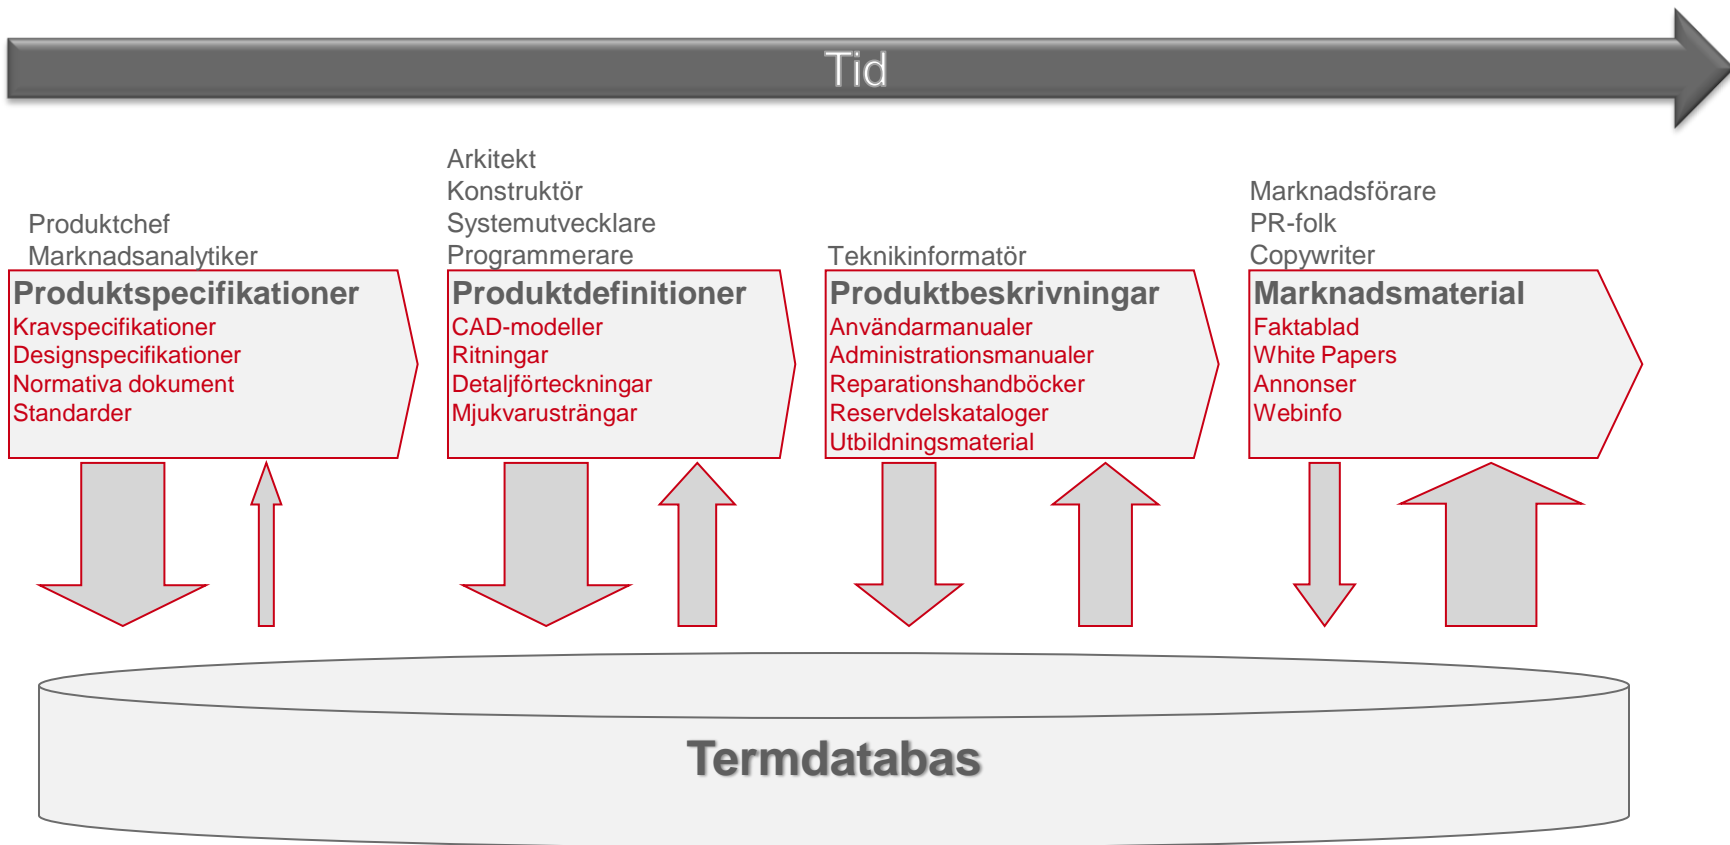 Tid
Produktchef
Marknadsanalytiker
Produktspecifikationer
Kravspecifikationer
Designspecifikationer
Normativa dokument
Standarder
Arkitekt
Konstruktör
Systemutvecklare
Programmerare
Produktdefinitioner
CAD-modeller
Ritningar
Detaljförteckningar
Mjukvarusträngar
Teknikinformatör
Produktbeskrivningar
Användarmanualer
Administrationsmanualer
Reparationshandböcker
Reservdelskataloger
Utbildningsmaterial
Marknadsförare
PR-folk
Copywriter
Marknadsmaterial
Faktablad
White Papers
Annonser
Webinfo
Termdatabas